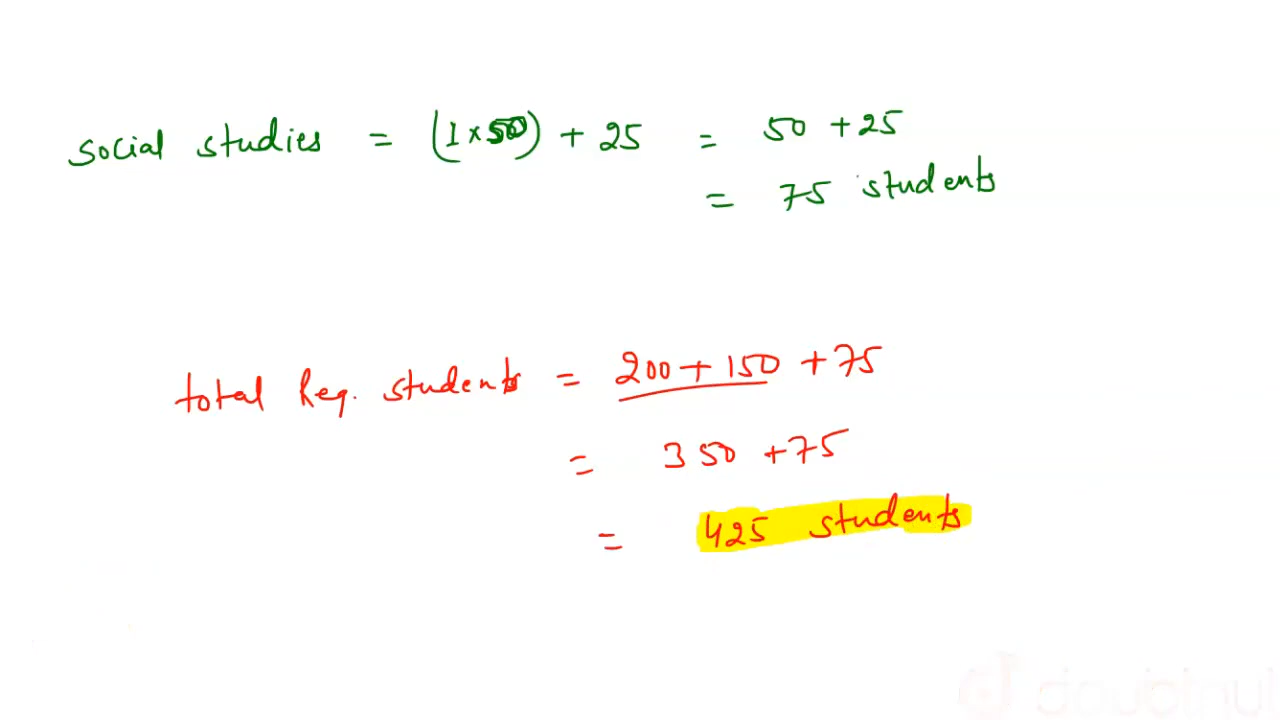 social studies = (1 × 50) + 25 = 50 + 25
= 75 students
total Req. students = 200 + 150 + 75
= 350 + 75
= 425 students
doubtnut